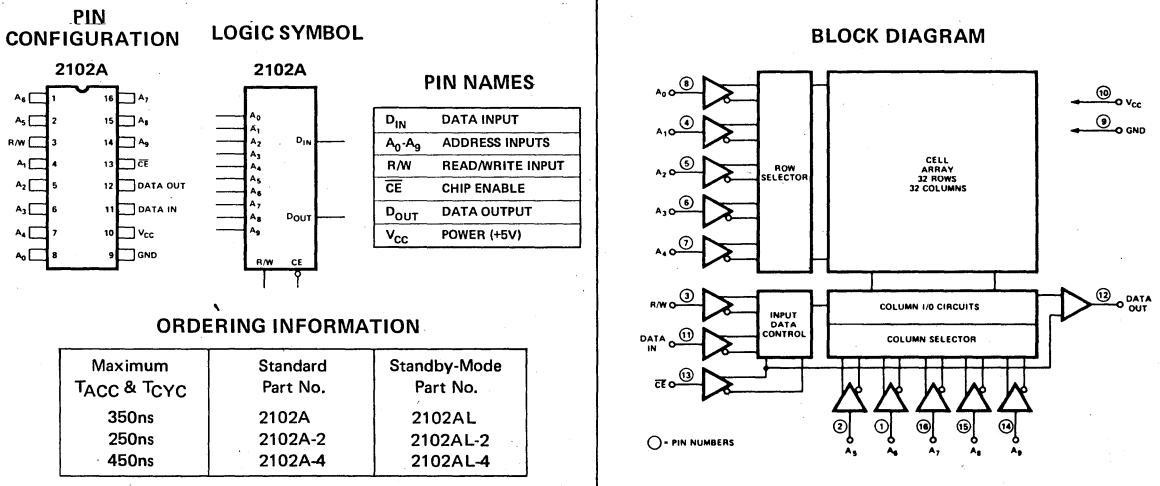 PIN
CONFIGURATION
2102A
A6 1 16 A7
A5 2 15 A8
R/W 3 14 A9
A1 4 13 CE
A2 5 12 DATA OUT
A3 6 11 DATA IN
A4 7 10 VCC
A0 8 9 GND
LOGIC SYMBOL
2102A
A0
A1
A2
A3
A4
A5
A6
A7
A8
A9
DIN
DOUT
R/W CE
PIN NAMES
DIN DATA INPUT
A0-A9 ADDRESS INPUTS
R/W READ/WRITE INPUT
CE CHIP ENABLE
DOUT DATA OUTPUT
VCC POWER (+5V)
ORDERING INFORMATION
Maximum Standard Standby-Mode
TACC & TCYC Part No. Part No.
350ns 2102A 2102AL
250ns 2102A-2 2102AL-2
450ns 2102A-4 2102AL-4
BLOCK DIAGRAM
A0 8
A1 4
A2 5
A3 6
A4 7
ROW
SELECTOR
CELL
ARRAY
32 ROWS
32 COLUMNS
10 VCC
9 GND
R/W 3
DATA
IN 11
CE 13
INPUT
DATA
CONTROL
COLUMN I/O CIRCUITS
COLUMN SELECTOR
12 DATA
OUT
2 1 16 15 14
A5 A6 A7 A8 A9
○ - PIN NUMBERS